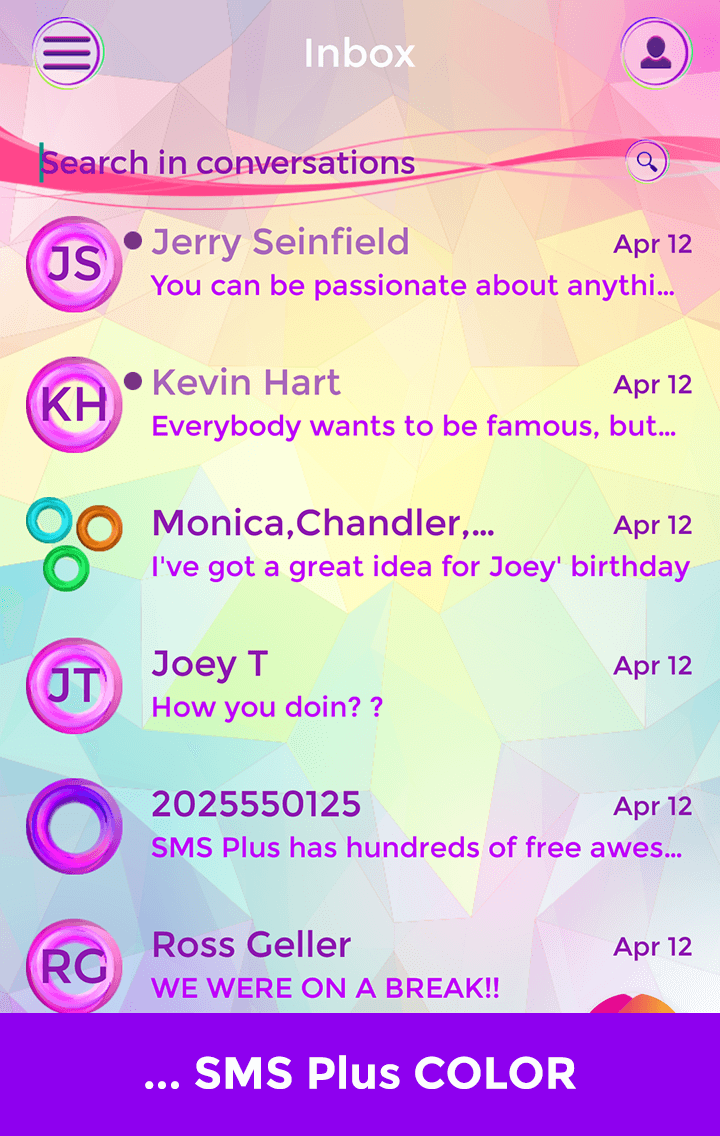 Inbox
Search in conversations
JS
Jerry Seinfield
Apr 12
You can be passionate about anythi...
KH
Kevin Hart
Apr 12
Everybody wants to be famous, but...
Monica,Chandler,...
Apr 12
I've got a great idea for Joey' birthday
JT
Joey T
Apr 12
How you doin? ?
2025550125
Apr 12
SMS Plus has hundreds of free awes...
RG
Ross Geller
Apr 12
WE WERE ON A BREAK!!
... SMS Plus COLOR